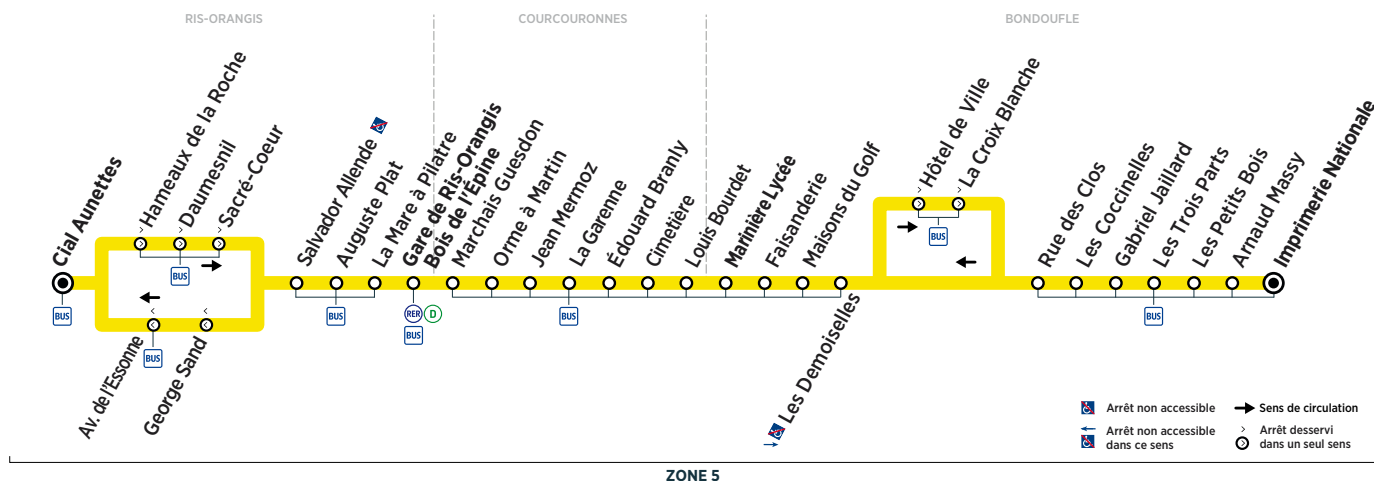 RIS-ORANGIS
COURCOURONNES
BONDOUFLE
Cial Aunettes
BUS
Hameaux de la Roche
Daumesnil
Sacré-Coeur
BUS
Av. de l'Essonne
George Sand
BUS
Salvador Allende
Auguste Plat
La Mare à Pilatre
BUS
Gare de Ris-Orangis
Bois de l'Épine
RER D
BUS
Marchais Guesdon
Orme à Martin
Jean Mermoz
La Garenne
Édouard Branly
Cimetière
Louis Bourdet
Marinière Lycée
Faisanderie
Maisons du Golf
Les Demoiselles
BUS
Hôtel de Ville
La Croix Blanche
BUS
Rue des Clos
Les Coccinelles
Gabriel Jaillard
Les Trois Parts
Les Petits Bois
Arnaud Massy
Imprimerie Nationale
BUS
Arrêt non accessible
Arrêt non accessible
dans ce sens
Sens de circulation
Arrêt desservi
dans un seul sens
ZONE 5